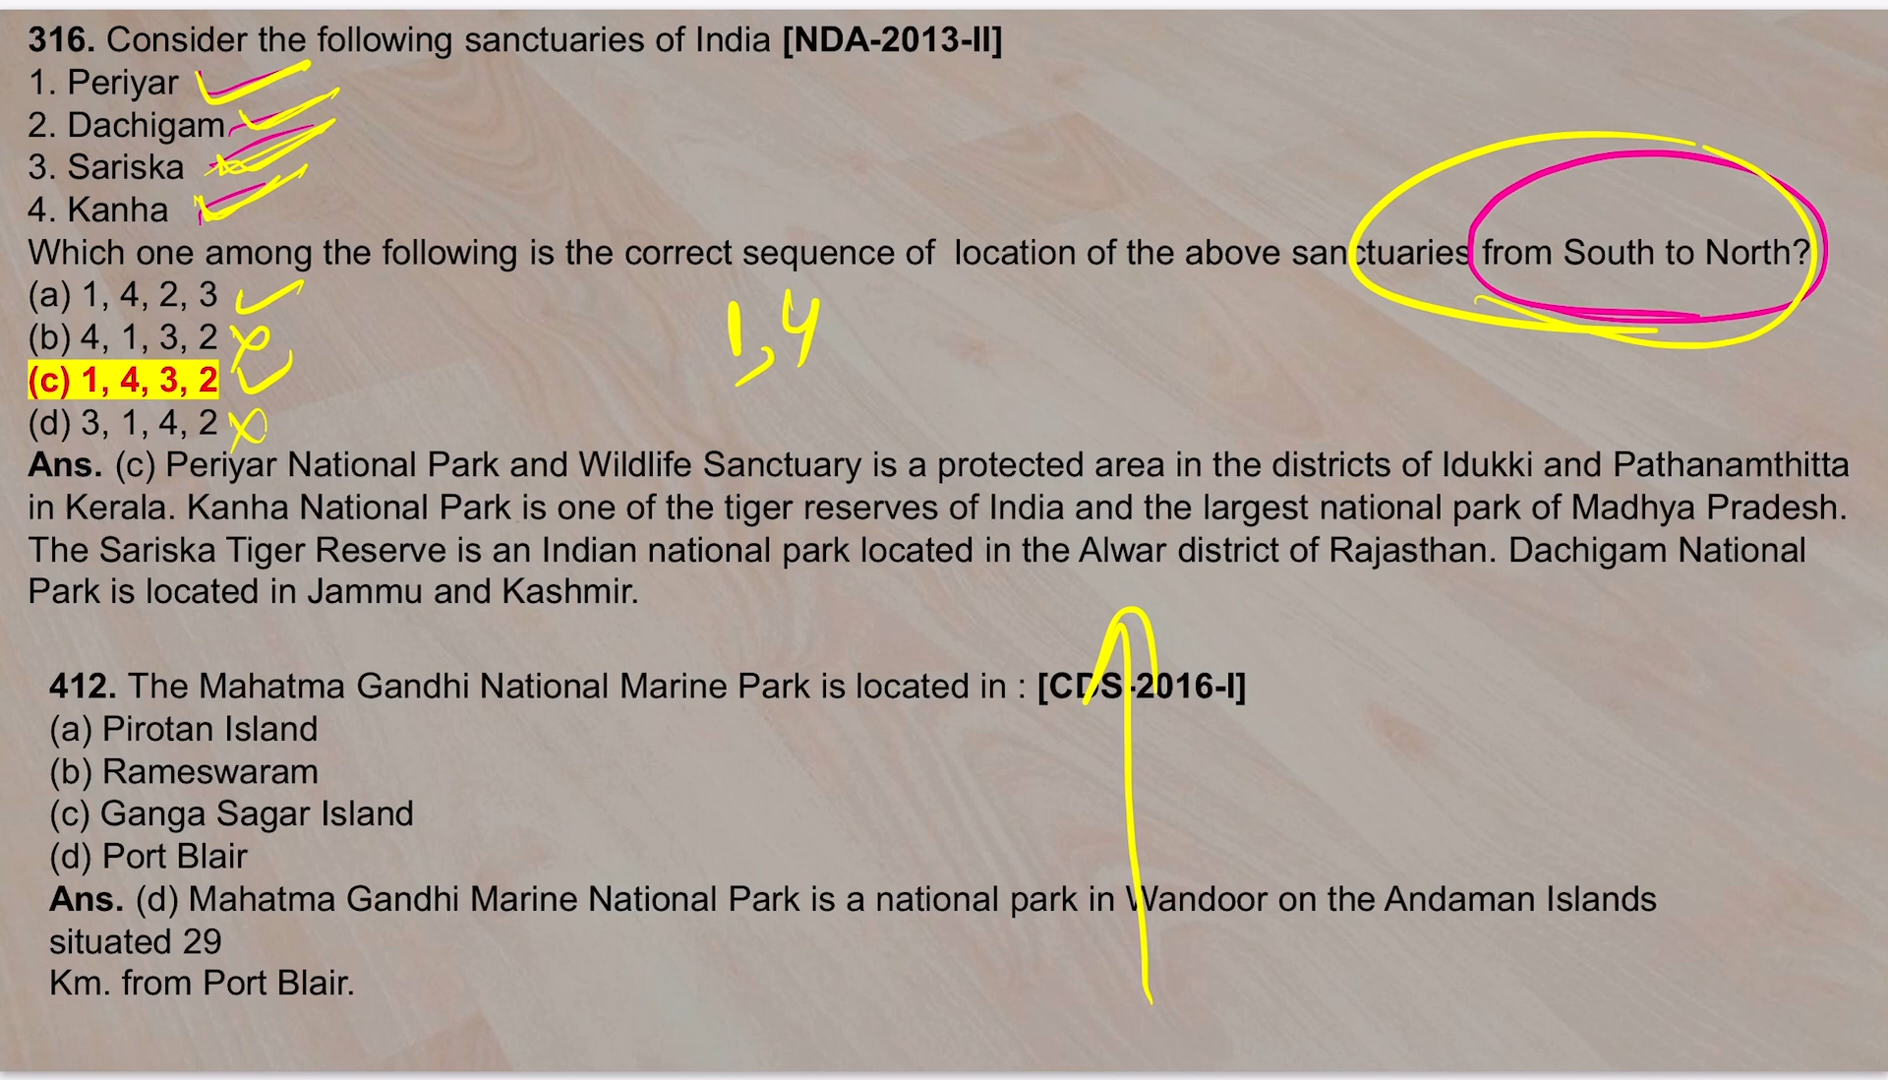 316. Consider the following sanctuaries of India [NDA-2013-II]
1. Periyar
2. Dachigam
3. Sariska
4. Kanha
Which one among the following is the correct sequence of location of the above sanctuaries from South to North?
(a) 1, 4, 2, 3
(b) 4, 1, 3, 2
1,4
(c) 1, 4, 3, 2
(d) 3, 1, 4, 2
Ans. (c) Periyar National Park and Wildlife Sanctuary is a protected area in the districts of Idukki and Pathanamthitta
in Kerala. Kanha National Park is one of the tiger reserves of India and the largest national park of Madhya Pradesh.
The Sariska Tiger Reserve is an Indian national park located in the Alwar district of Rajasthan. Dachigam National
Park is located in Jammu and Kashmir.
412. The Mahatma Gandhi National Marine Park is located in : [CDS-2016-I]
(a) Pirotan Island
(b) Rameswaram
(c) Ganga Sagar Island
(d) Port Blair
Ans. (d) Mahatma Gandhi Marine National Park is a national park in Wandoor on the Andaman Islands
situated 29
Km. from Port Blair.